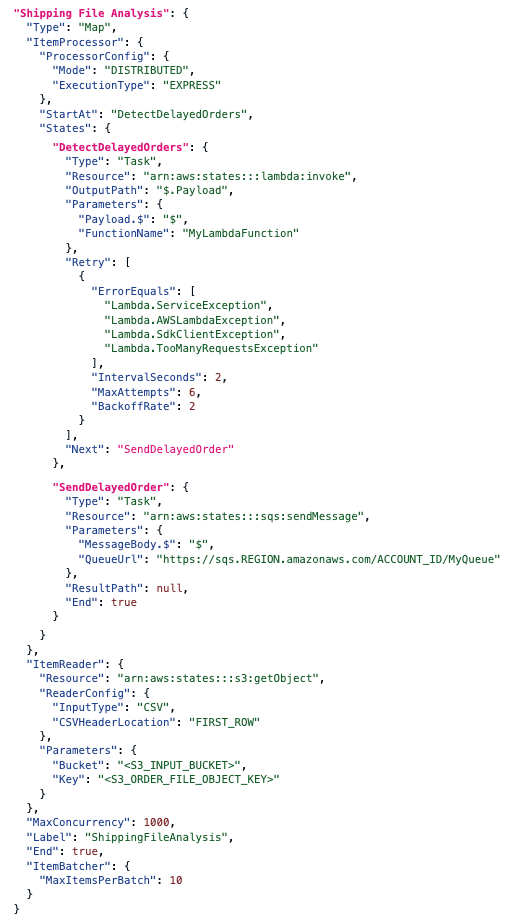 "Shipping File Analysis": {
"Type": "Map",
"ItemProcessor": {
"ProcessorConfig": {
"Mode": "DISTRIBUTED",
"ExecutionType": "EXPRESS"
},
"StartAt": "DetectDelayedOrders",
"States": {
"DetectDelayedOrders": {
"Type": "Task",
"Resource": "arn:aws:states:::lambda:invoke",
"OutputPath": "$.Payload",
"Parameters": {
"Payload.$": "$",
"FunctionName": "MyLambdaFunction"
},
"Retry": [
{
"ErrorEquals": [
"Lambda.ServiceException",
"Lambda.AWSLambdaException",
"Lambda.SdkClientException",
"Lambda.TooManyRequestsException"
],
"IntervalSeconds": 2,
"MaxAttempts": 6,
"BackoffRate": 2
}
],
"Next": "SendDelayedOrder"
},
"SendDelayedOrder": {
"Type": "Task",
"Resource": "arn:aws:states:::sqs:sendMessage",
"Parameters": {
"MessageBody.$": "$",
"QueueUrl": "https://sqs.REGION.amazonaws.com/ACCOUNT_ID/MyQueue"
},
"ResultPath": null,
"End": true
}
}
},
"ItemReader": {
"Resource": "arn:aws:states:::s3:getObject",
"ReaderConfig": {
"InputType": "CSV",
"CSVHeaderLocation": "FIRST_ROW"
},
"Parameters": {
"Bucket": "<S3_INPUT_BUCKET>",
"Key": "<S3_ORDER_FILE_OBJECT_KEY>"
}
},
"MaxConcurrency": 1000,
"Label": "ShippingFileAnalysis",
"End": true,
"ItemBatcher": {
"MaxItemsPerBatch": 10
}
}